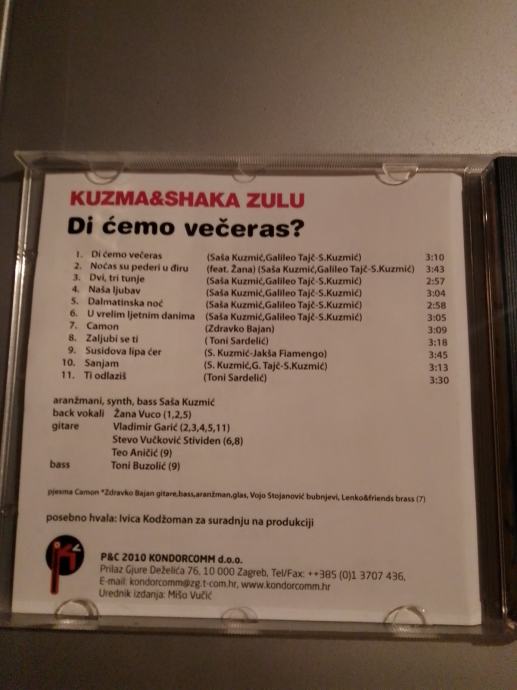 KUZMA&SHAKA ZULU
Di ćemo večeras?
1. Di ćemo večeras (Saša Kuzmić,Galileo Tajč-S.Kuzmić) 3:10
2. Noćas su pederi u điru (feat. Žana) (Saša Kuzmić,Galileo Tajč-S.Kuzmić) 3:43
3. Dvi, tri tunje (Saša Kuzmić,Galileo Tajč-S.Kuzmić) 2:57
4. Naša ljubav (Saša Kuzmić,Galileo Tajč-S.Kuzmić) 3:04
5. Dalmatinska noć (Saša Kuzmić,Galileo Tajč-S.Kuzmić) 2:58
6. U vrelim ljetnim danima (Saša Kuzmić,Galileo Tajč-S.Kuzmić) 3:05
7. Camon (Zdravko Bajan) 3:09
8. Zaljubi se ti ( Toni Sardelić) 3:18
9. Susidova lipa ćer (S. Kuzmić-Jakša Fiamengo) 3:45
10. Sanjam (S. Kuzmić,G. Tajč-S.Kuzmić) 3:13
11. Ti odlaziš (Toni Sardelić) 3:30
aranžmani, synth, bass Saša Kuzmić
back vokali Žana Vuco (1,2,5)
gitare Vladimir Garić (2,3,4,5,11)
Stevo Vučković Stividen (6,8)
Teo Aničić (9)
bass Toni Buzolić (9)
pjesma Camon *Zdravko Bajan gitare,bass,aranžman,glas, Vojo Stojanović bubnjevi, Lenko&friends brass (7)
posebno hvala: Ivica Kodžoman za suradnju na produkciji
P&C 2010 KONDORCOMM d.o.o.
Prilaz Gjure Deželića 76, 10 000 Zagreb, Tel/Fax: ++385 (0)1 3707 436,
E-mail: kondorcomm@zg.t-com.hr, www.kondorcomm.hr
Urednik izdanja: Mišo Vučić